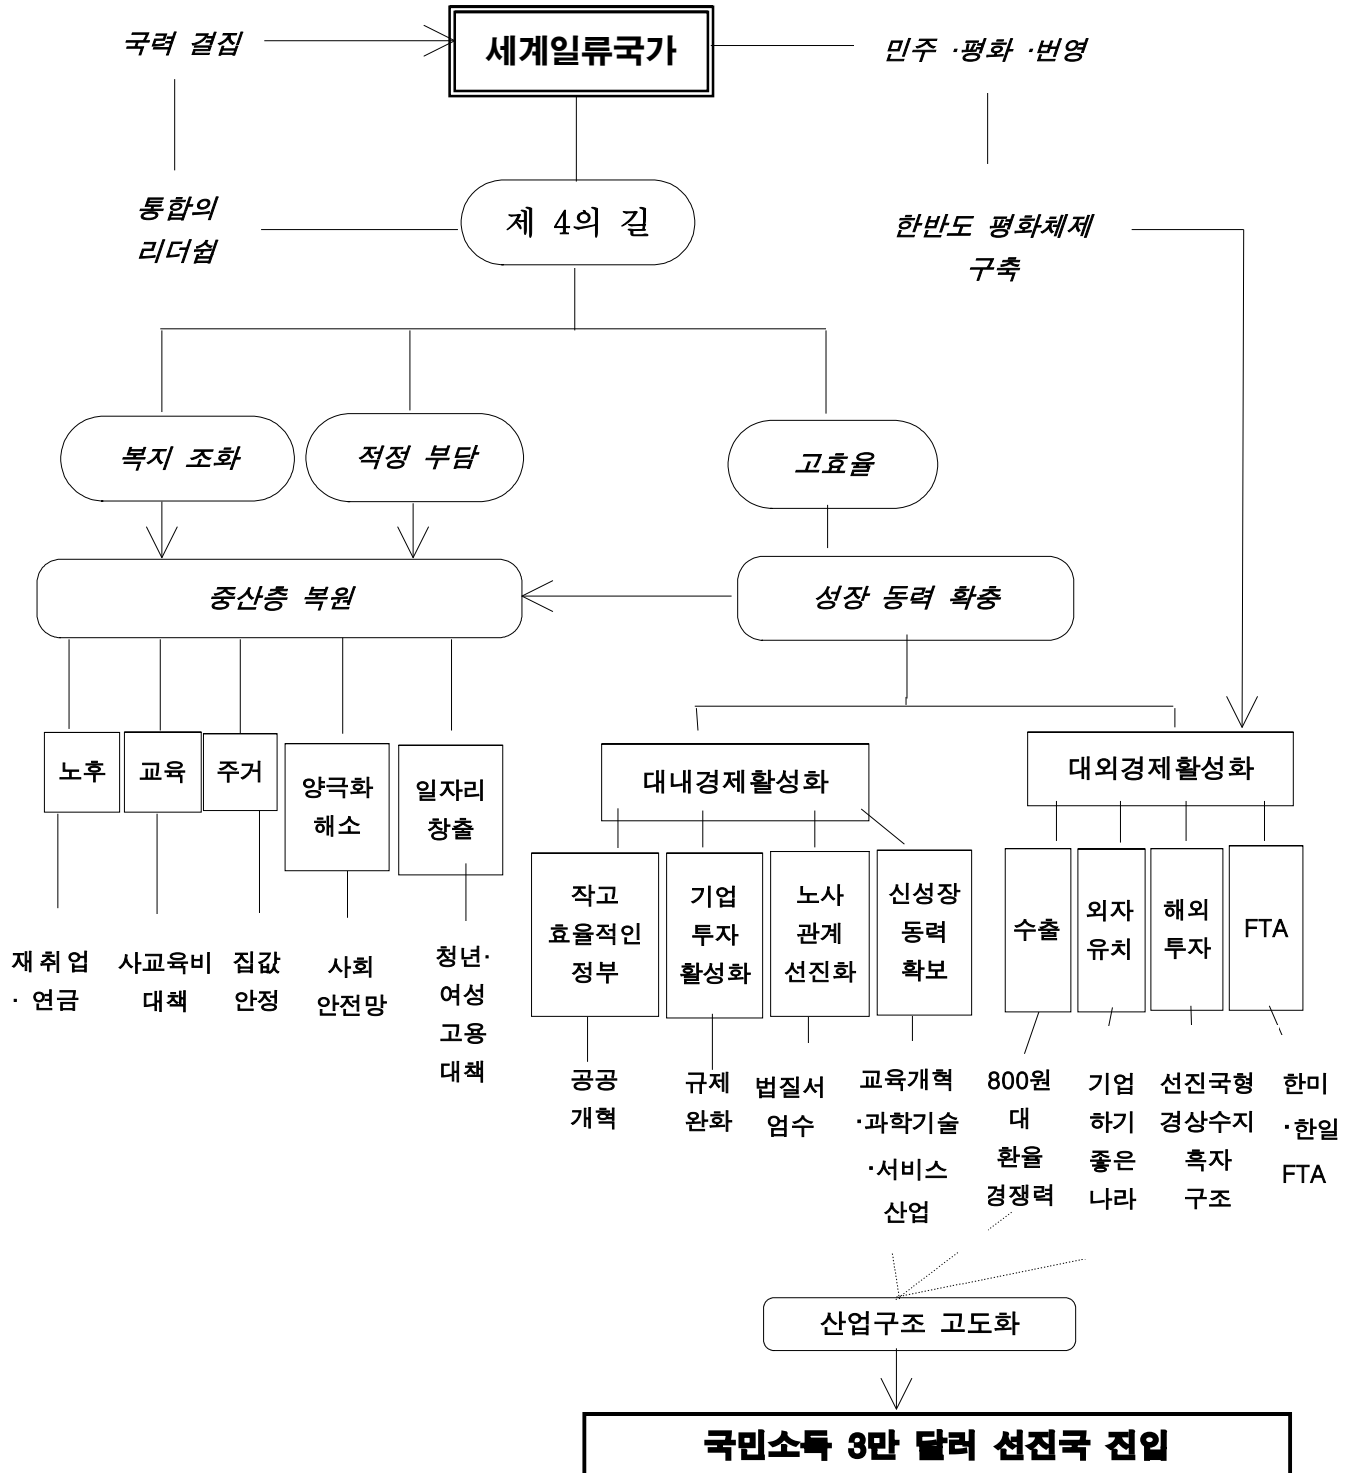 국력 결집
세계일류국가
민주 ·평화 ·번영
통합의
리더쉽
제 4의 길
한반도 평화체제
구축
복지 조화
적정 부담
고효율
중산층 복원
성장 동력 확충
노후
교육
주거
양극화
해소
일자리
창출
대내경제활성화
대외경제활성화
작고
효율적인
정부
기업
투자
활성화
노사
관계
선진화
신성장
동력
확보
수출
외자
유치
해외
투자
FTA
재취업
· 연금
사교육비
대책
집값
안정
사회
안전망
청년·
여성
고용
대책
공공
개혁
규제
완화
법질서
엄수
교육개혁
·과학기술
·서비스
산업
800원
대
환율
경쟁력
기업
하기
좋은
나라
선진국형
경상수지
흑자
구조
한미
·한일
FTA
산업구조 고도화
국민소득 3만 달러 선진국 진입